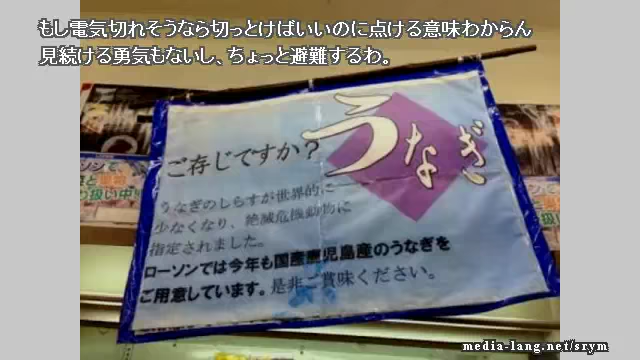 もし電気切れそうなら切っとけばいいのに点ける意味わからん
見続ける勇気もないし、ちょっと避難するわ。
うなぎ
ご存じですか?
うなぎのしらすが世界的に
少なくなり、絶滅危機動物に
指定されました。
ローソンでは今年も国産鹿児島産のうなぎを
ご用意しています。是非ご賞味ください。
media-lang.net/srym